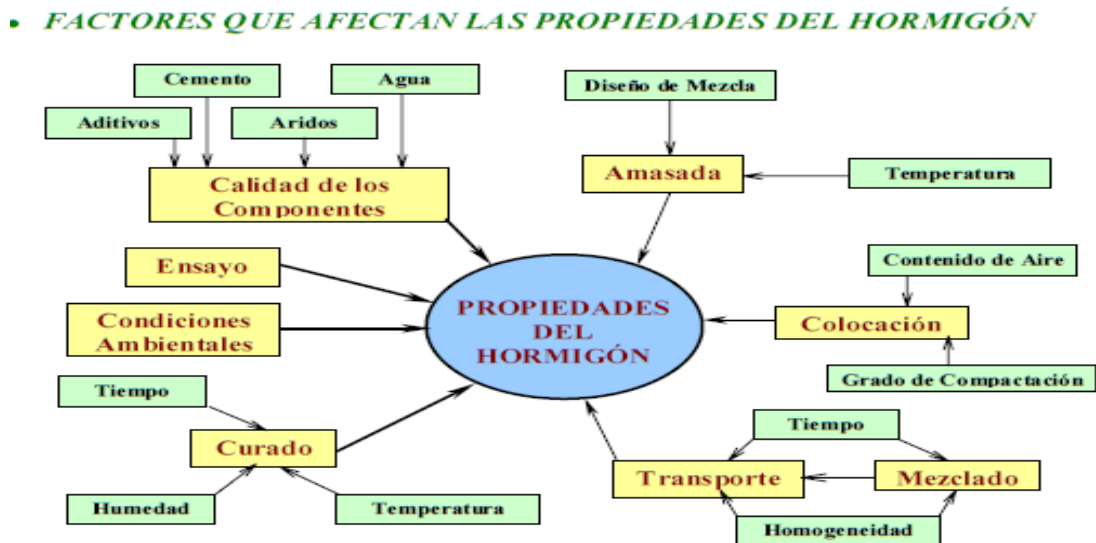 • FACTORES QUE AFECTAN LAS PROPIEDADES DEL HORMIGÓN
Cemento
Agua
Diseño de Mezcla
Aditivos
Aridos
Calidad de los
Componentes
Amasada
Temperatura
Ensayo
Contenido de Aire
Condiciones
Ambientales
PROPIEDADES
DEL
HORMIGÓN
Colocación
Grado de Compactación
Tiempo
Curado
Humedad
Temperatura
Tiempo
Transporte
Mezclado
Homogeneidad